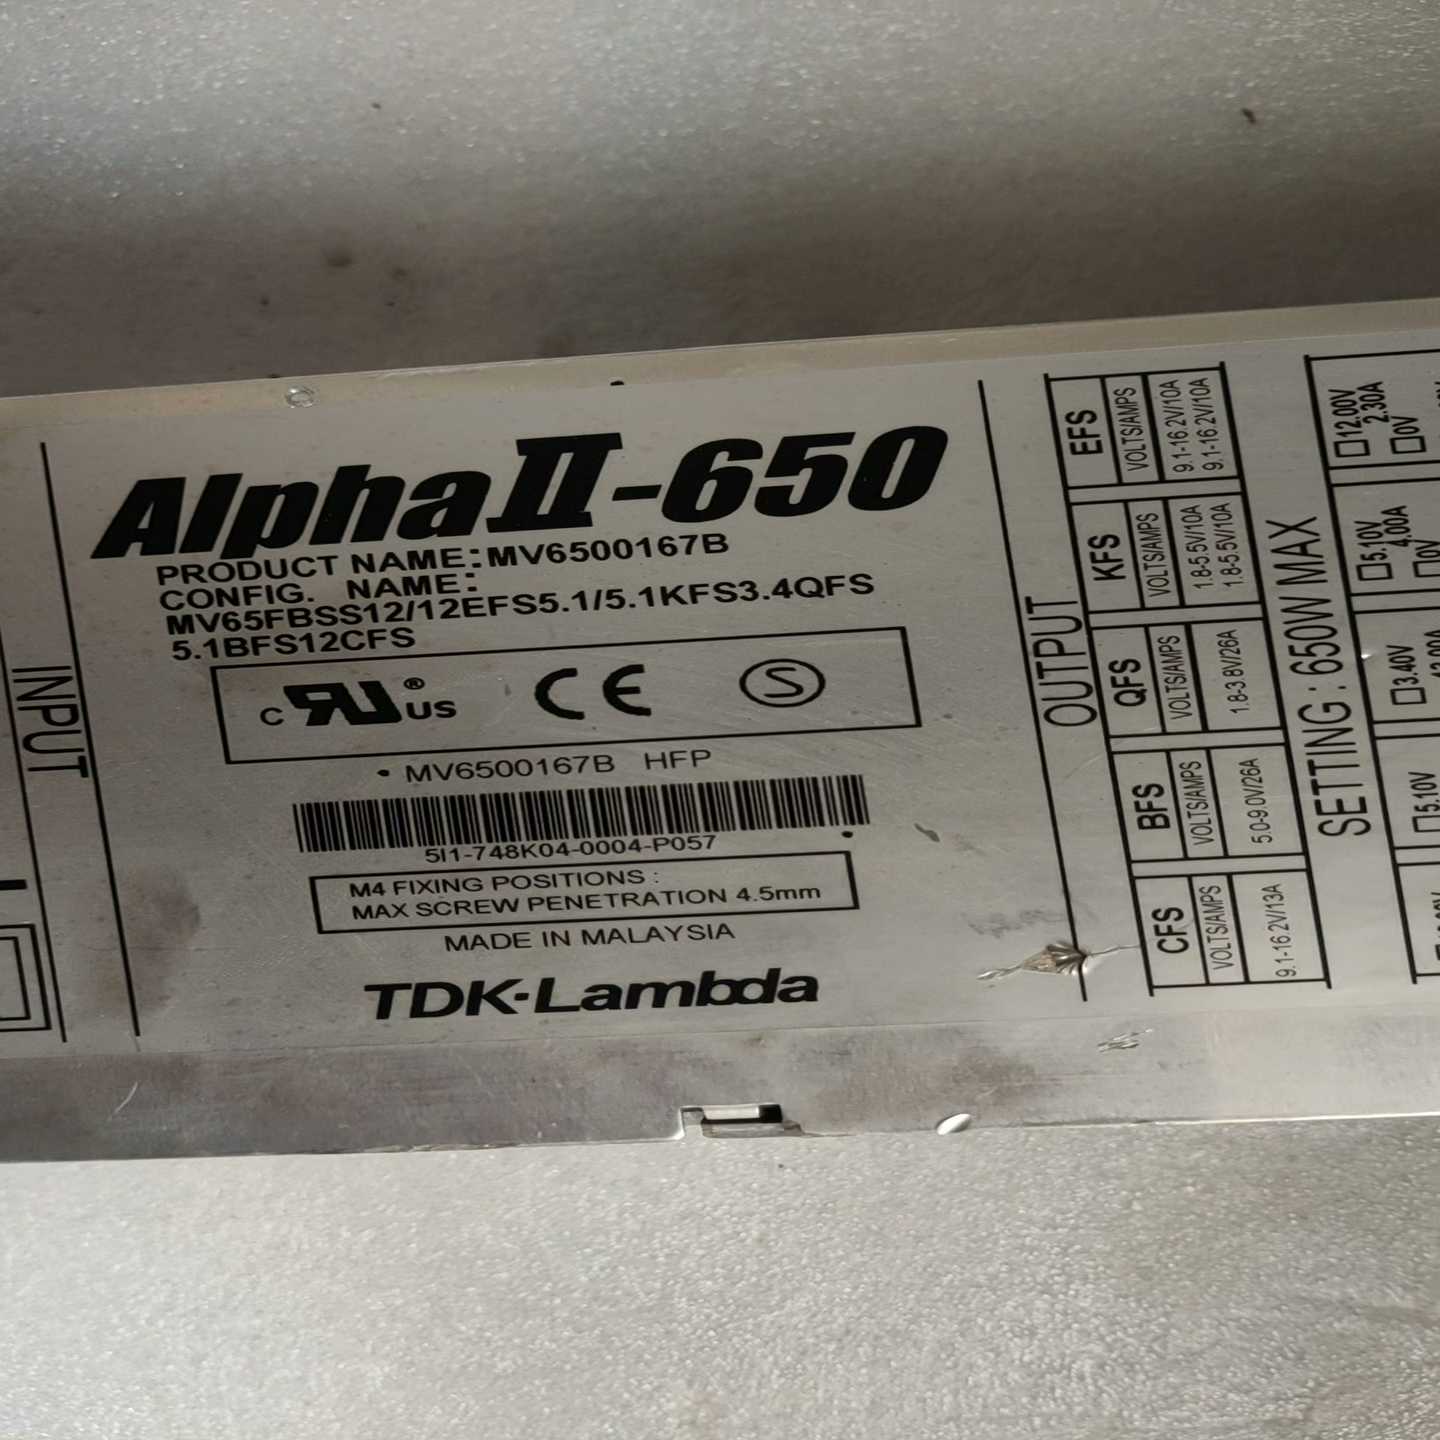 INPUT
AlphaII-650
PRODUCT NAME:MV6500167B
CONFIG. NAME:
MV65FBSS12/12EFS5.1/5.1KFS3.4QFS
5.1BFS12CFS
c RU ® US CE S
• MV6500167B HFP
5I1-748K04-0004-P057
M4 FIXING POSITIONS :
MAX SCREW PENETRATION 4.5mm
MADE IN MALAYSIA
TDK-Lambda
OUTPUT
CFS
VOLTS/AMPS
9.1-16.2V/13A
BFS
VOLTS/AMPS
5.0-9.0V/26A
QFS
VOLTS/AMPS
1.8-3.8V/26A
KFS
VOLTS/AMPS
1.8-5.5V/10A
1.8-5.5V/10A
EFS
VOLTS/AMPS
9.1-16.2V/10A
9.1-16.2V/10A
SETTING : 650W MAX
□5.10V
□3.40V
□5.10V
4.00A
□0V
□12.00V
2.30A
□0V